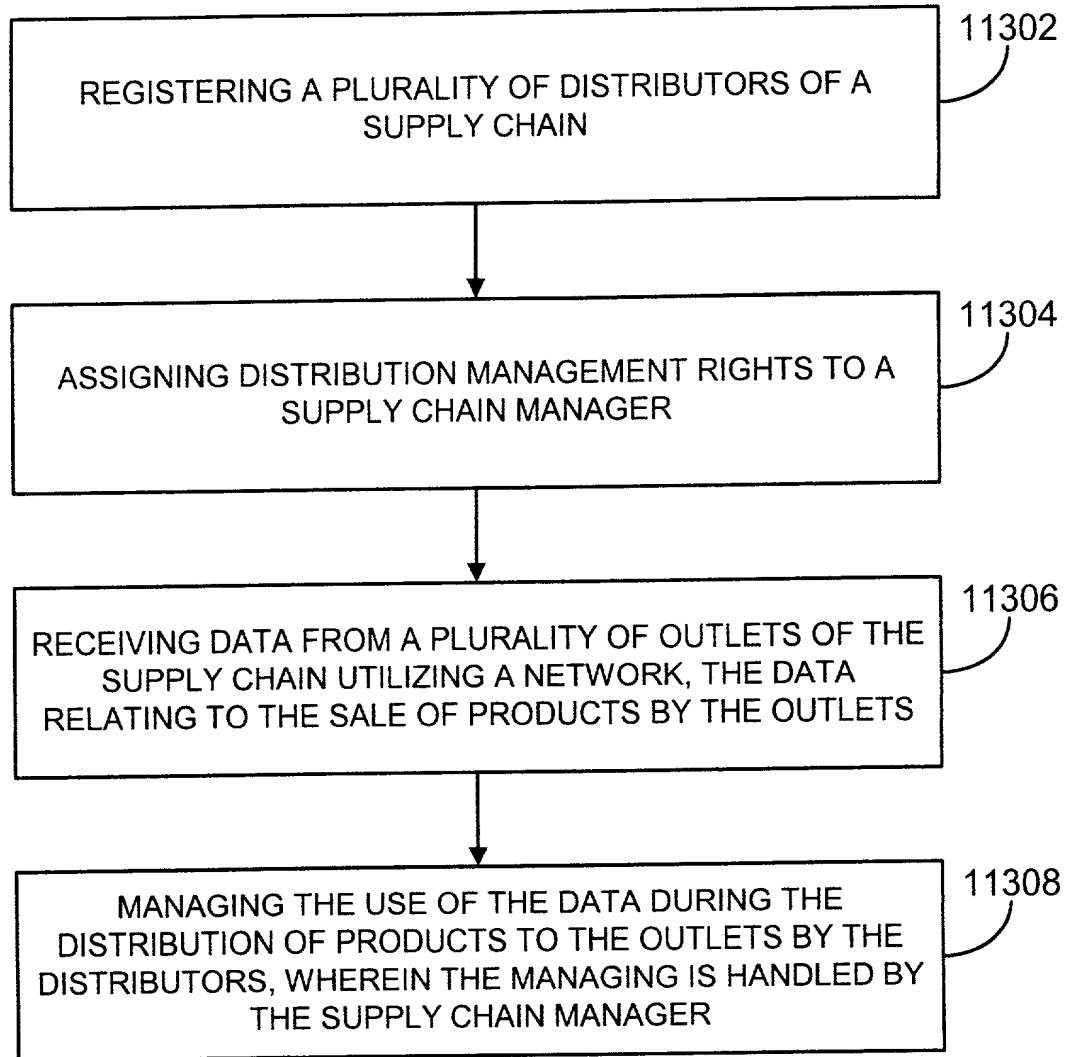 11302
REGISTERING A PLURALITY OF DISTRIBUTORS OF A
SUPPLY CHAIN
11304
ASSIGNING DISTRIBUTION MANAGEMENT RIGHTS TO A
SUPPLY CHAIN MANAGER
11306
RECEIVING DATA FROM A PLURALITY OF OUTLETS OF THE
SUPPLY CHAIN UTILIZING A NETWORK, THE DATA
RELATING TO THE SALE OF PRODUCTS BY THE OUTLETS
11308
MANAGING THE USE OF THE DATA DURING THE
DISTRIBUTION OF PRODUCTS TO THE OUTLETS BY THE
DISTRIBUTORS, WHEREIN THE MANAGING IS HANDLED BY
THE SUPPLY CHAIN MANAGER